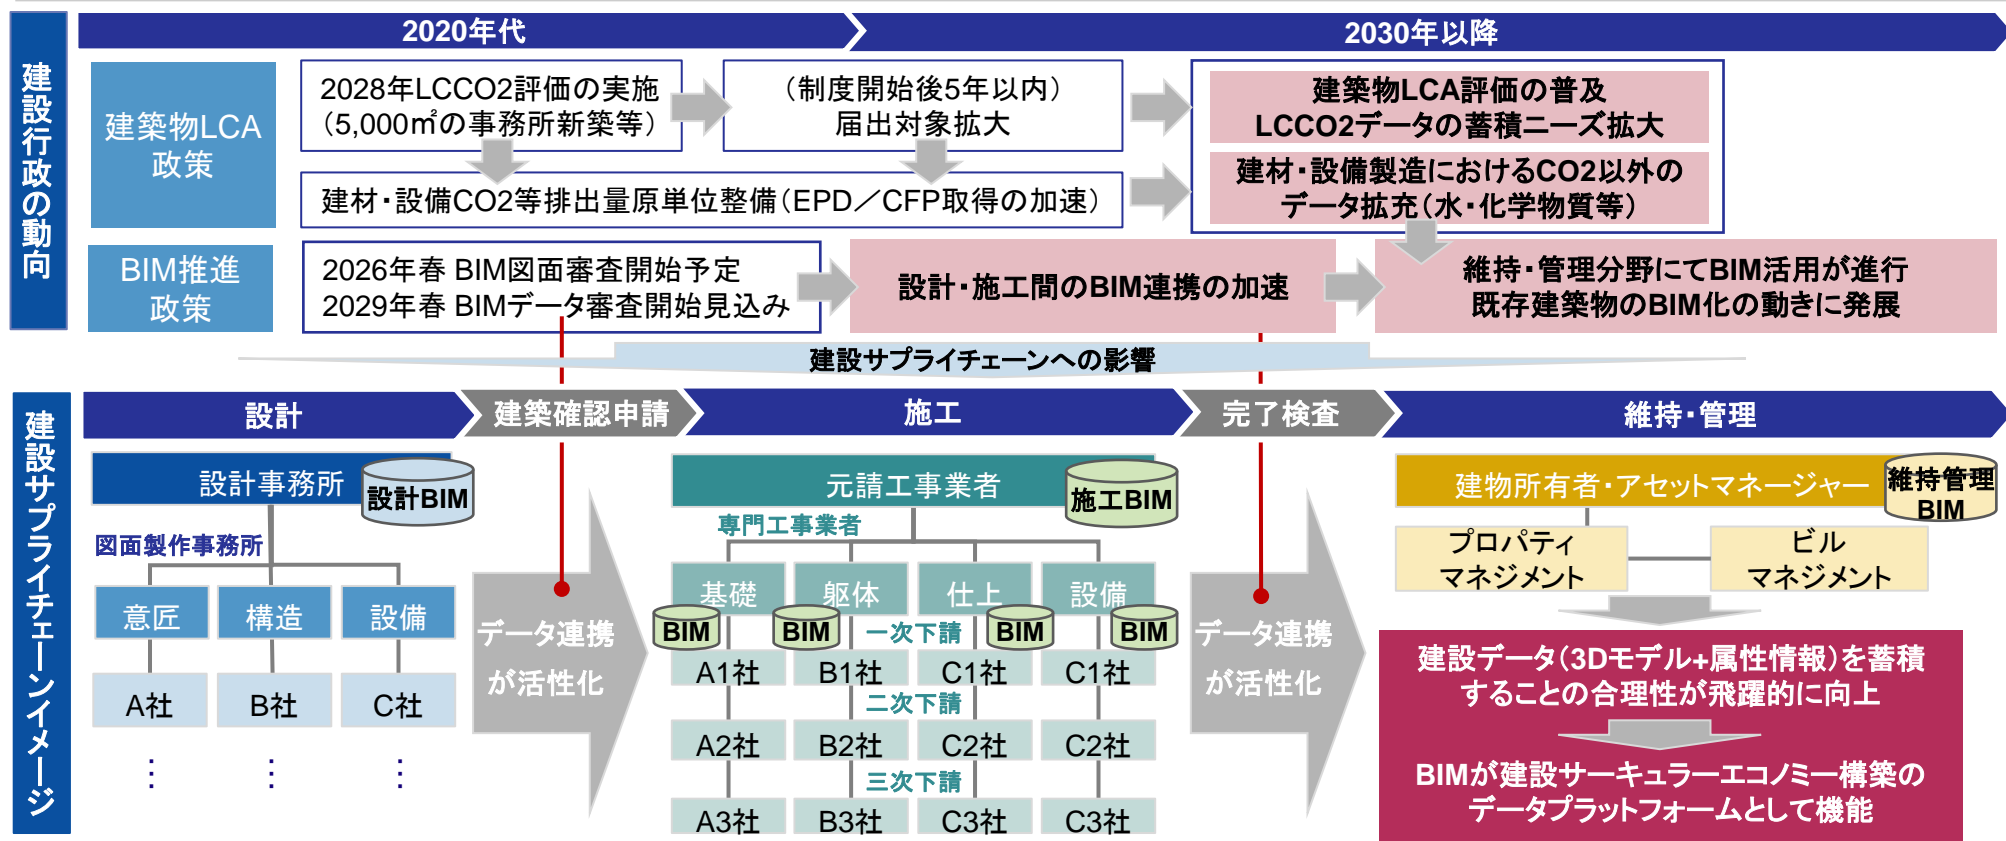 建設行政の動向
2020年代
2030年以降
建築物LCA
政策
2028年LCCO2評価の実施
（5,000㎡の事務所新築等）
（制度開始後5年以内）
届出対象拡大
建築物LCA評価の普及
LCCO2データの蓄積ニーズ拡大
建材・設備CO2等排出量原単位整備（EPD／CFP取得の加速）
建材・設備製造におけるCO2以外の
データ拡充（水・化学物質等）
BIM推進
政策
2026年春 BIM図面審査開始予定
2029年春 BIMデータ審査開始見込み
設計・施工間のBIM連携の加速
維持・管理分野にてBIM活用が進行
既存建築物のBIM化の動きに発展
建設サプライチェーンへの影響
建設サプライチェーンイメージ
設計
建築確認申請
施工
完了検査
維持・管理
設計事務所
設計BIM
図面製作事務所
意匠
構造
設備
A社
B社
C社
⋮
⋮
⋮
データ連携
が活性化
元請工事業者
施工BIM
専門工事業者
基礎
躯体
仕上
設備
BIM
BIM
BIM
BIM
一次下請
A1社
B1社
C1社
C1社
二次下請
A2社
B2社
C2社
C2社
三次下請
A3社
B3社
C3社
C3社
データ連携
が活性化
建物所有者・アセットマネージャー
維持管理
BIM
プロパティ
マネジメント
ビル
マネジメント
建設データ（3Dモデル+属性情報）を蓄積
することの合理性が飛躍的に向上
BIMが建設サーキュラーエコノミー構築の
データプラットフォームとして機能